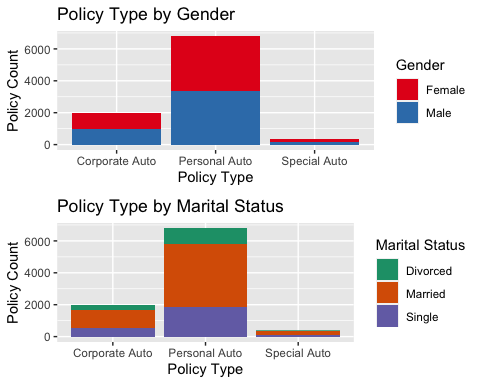 Policy Type by Gender
Policy Count
6000
4000
2000
0
Corporate Auto
Personal Auto
Special Auto
Policy Type
Gender
Female
Male
Policy Type by Marital Status
Policy Count
6000
4000
2000
0
Corporate Auto
Personal Auto
Special Auto
Policy Type
Marital Status
Divorced
Married
Single